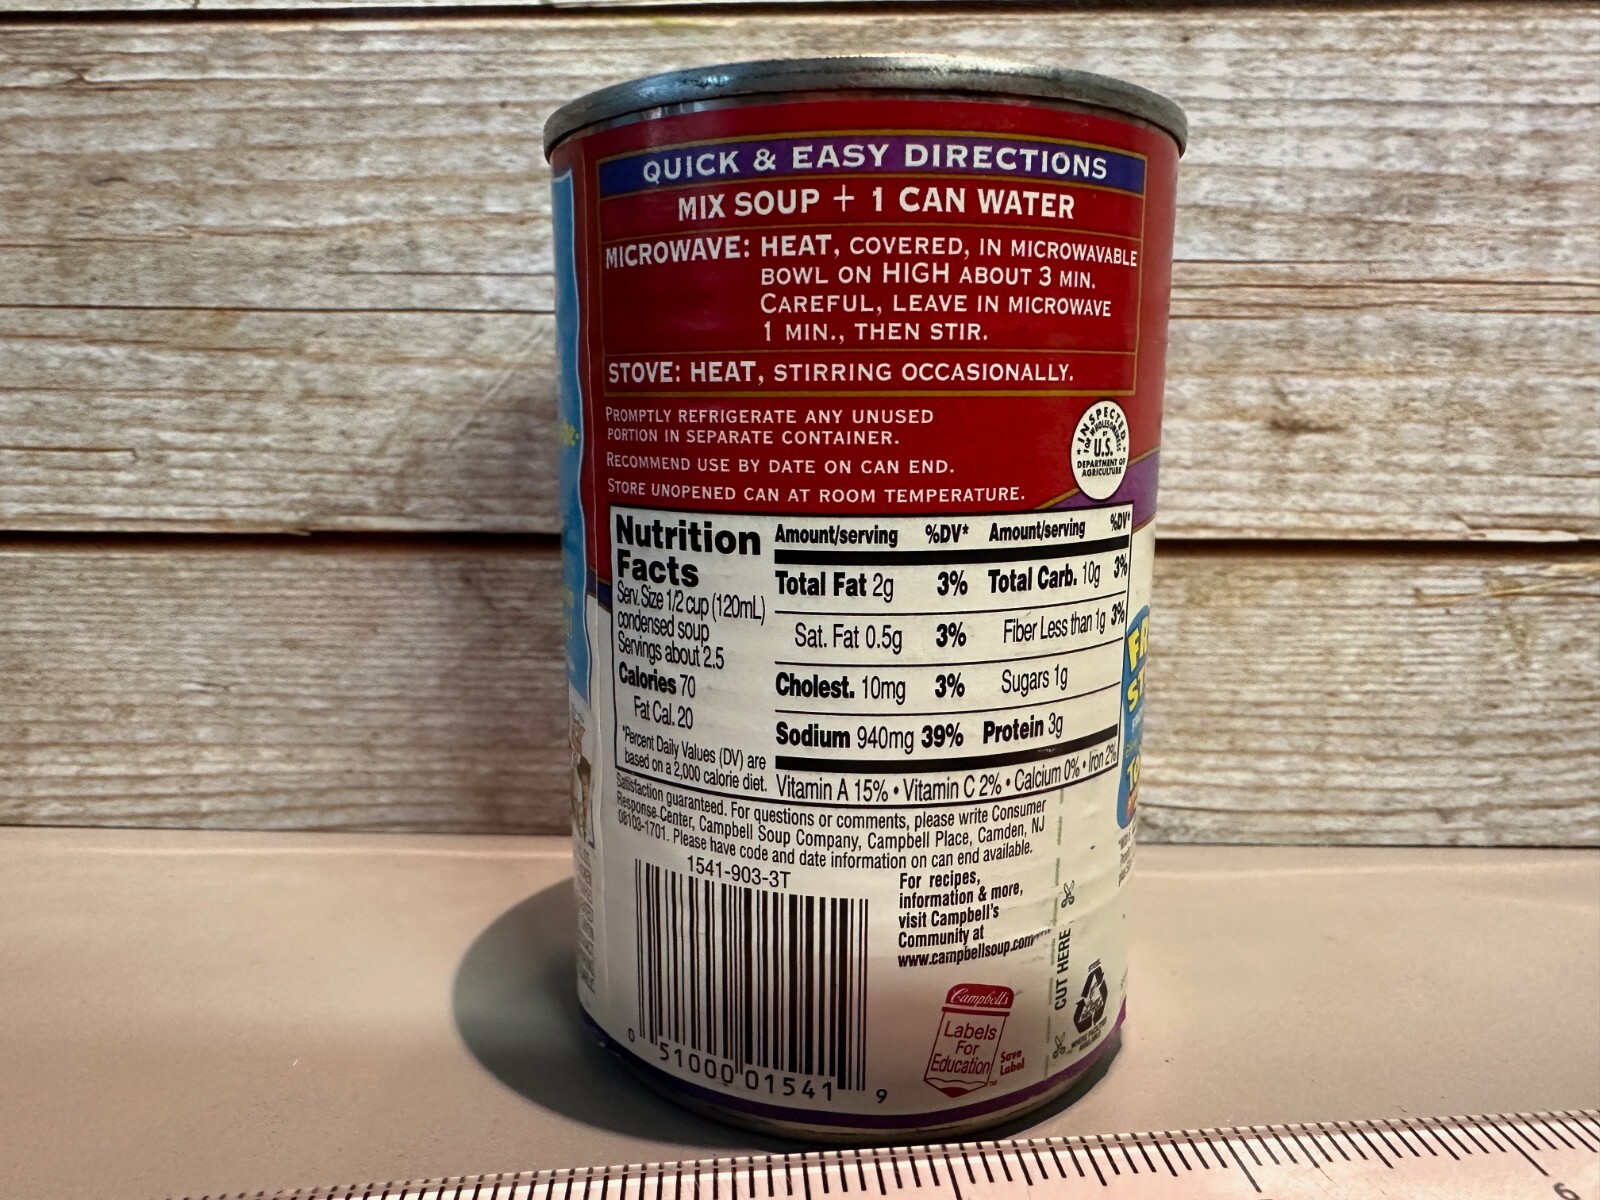 QUICK & EASY DIRECTIONS
MIX SOUP + 1 CAN WATER
MICROWAVE: HEAT, COVERED, IN MICROWAVABLE
BOWL ON HIGH ABOUT 3 MIN.
CAREFUL, LEAVE IN MICROWAVE
1 MIN., THEN STIR.
STOVE: HEAT, STIRRING OCCASIONALLY.
PROMPTLY REFRIGERATE ANY UNUSED
PORTION IN SEPARATE CONTAINER.
RECOMMEND USE BY DATE ON CAN END.
STORE UNOPENED CAN AT ROOM TEMPERATURE.
INSPECTED
FOR WHOLESOMENESS
BY
U.S.
DEPARTMENT OF
AGRICULTURE
Nutrition
Facts
Serv. Size 1/2 cup (120mL)
condensed soup
Servings about 2.5
Calories 70
Fat Cal. 20
*Percent Daily Values (DV) are
based on a 2,000 calorie diet.
Amount/serving %DV* Amount/serving %DV*
Total Fat 2g 3% Total Carb. 10g 3%
Sat. Fat 0.5g 3% Fiber Less than 1g 3%
Cholest. 10mg 3% Sugars 1g
Sodium 940mg 39% Protein 3g
Vitamin A 15% • Vitamin C 2% • Calcium 0% • Iron 2%
Satisfaction guaranteed. For questions or comments, please write Consumer
Response Center, Campbell Soup Company, Campbell Place, Camden, NJ
08103-1701. Please have code and date information on can end available.
1541-903-3T
0 51000 01541 9
For recipes,
information & more,
visit Campbell's
Community at
www.campbellsoup.com
Campbell's
Labels
For
Education™
Save
Label
CUT HERE
STEEL
FR
ST
6